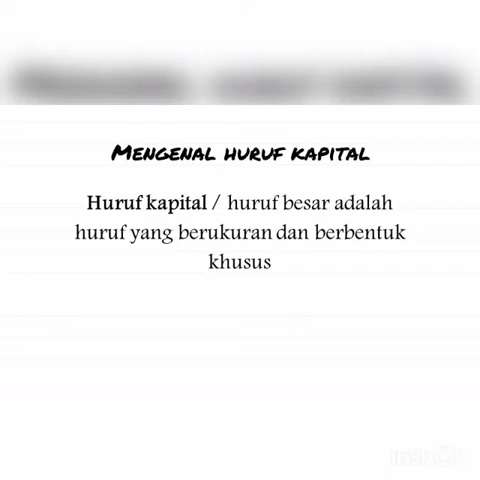 MENGENAL HURUF KAPITAL
Huruf kapital / huruf besar adalah
huruf yang berukuran dan berbentuk
khusus